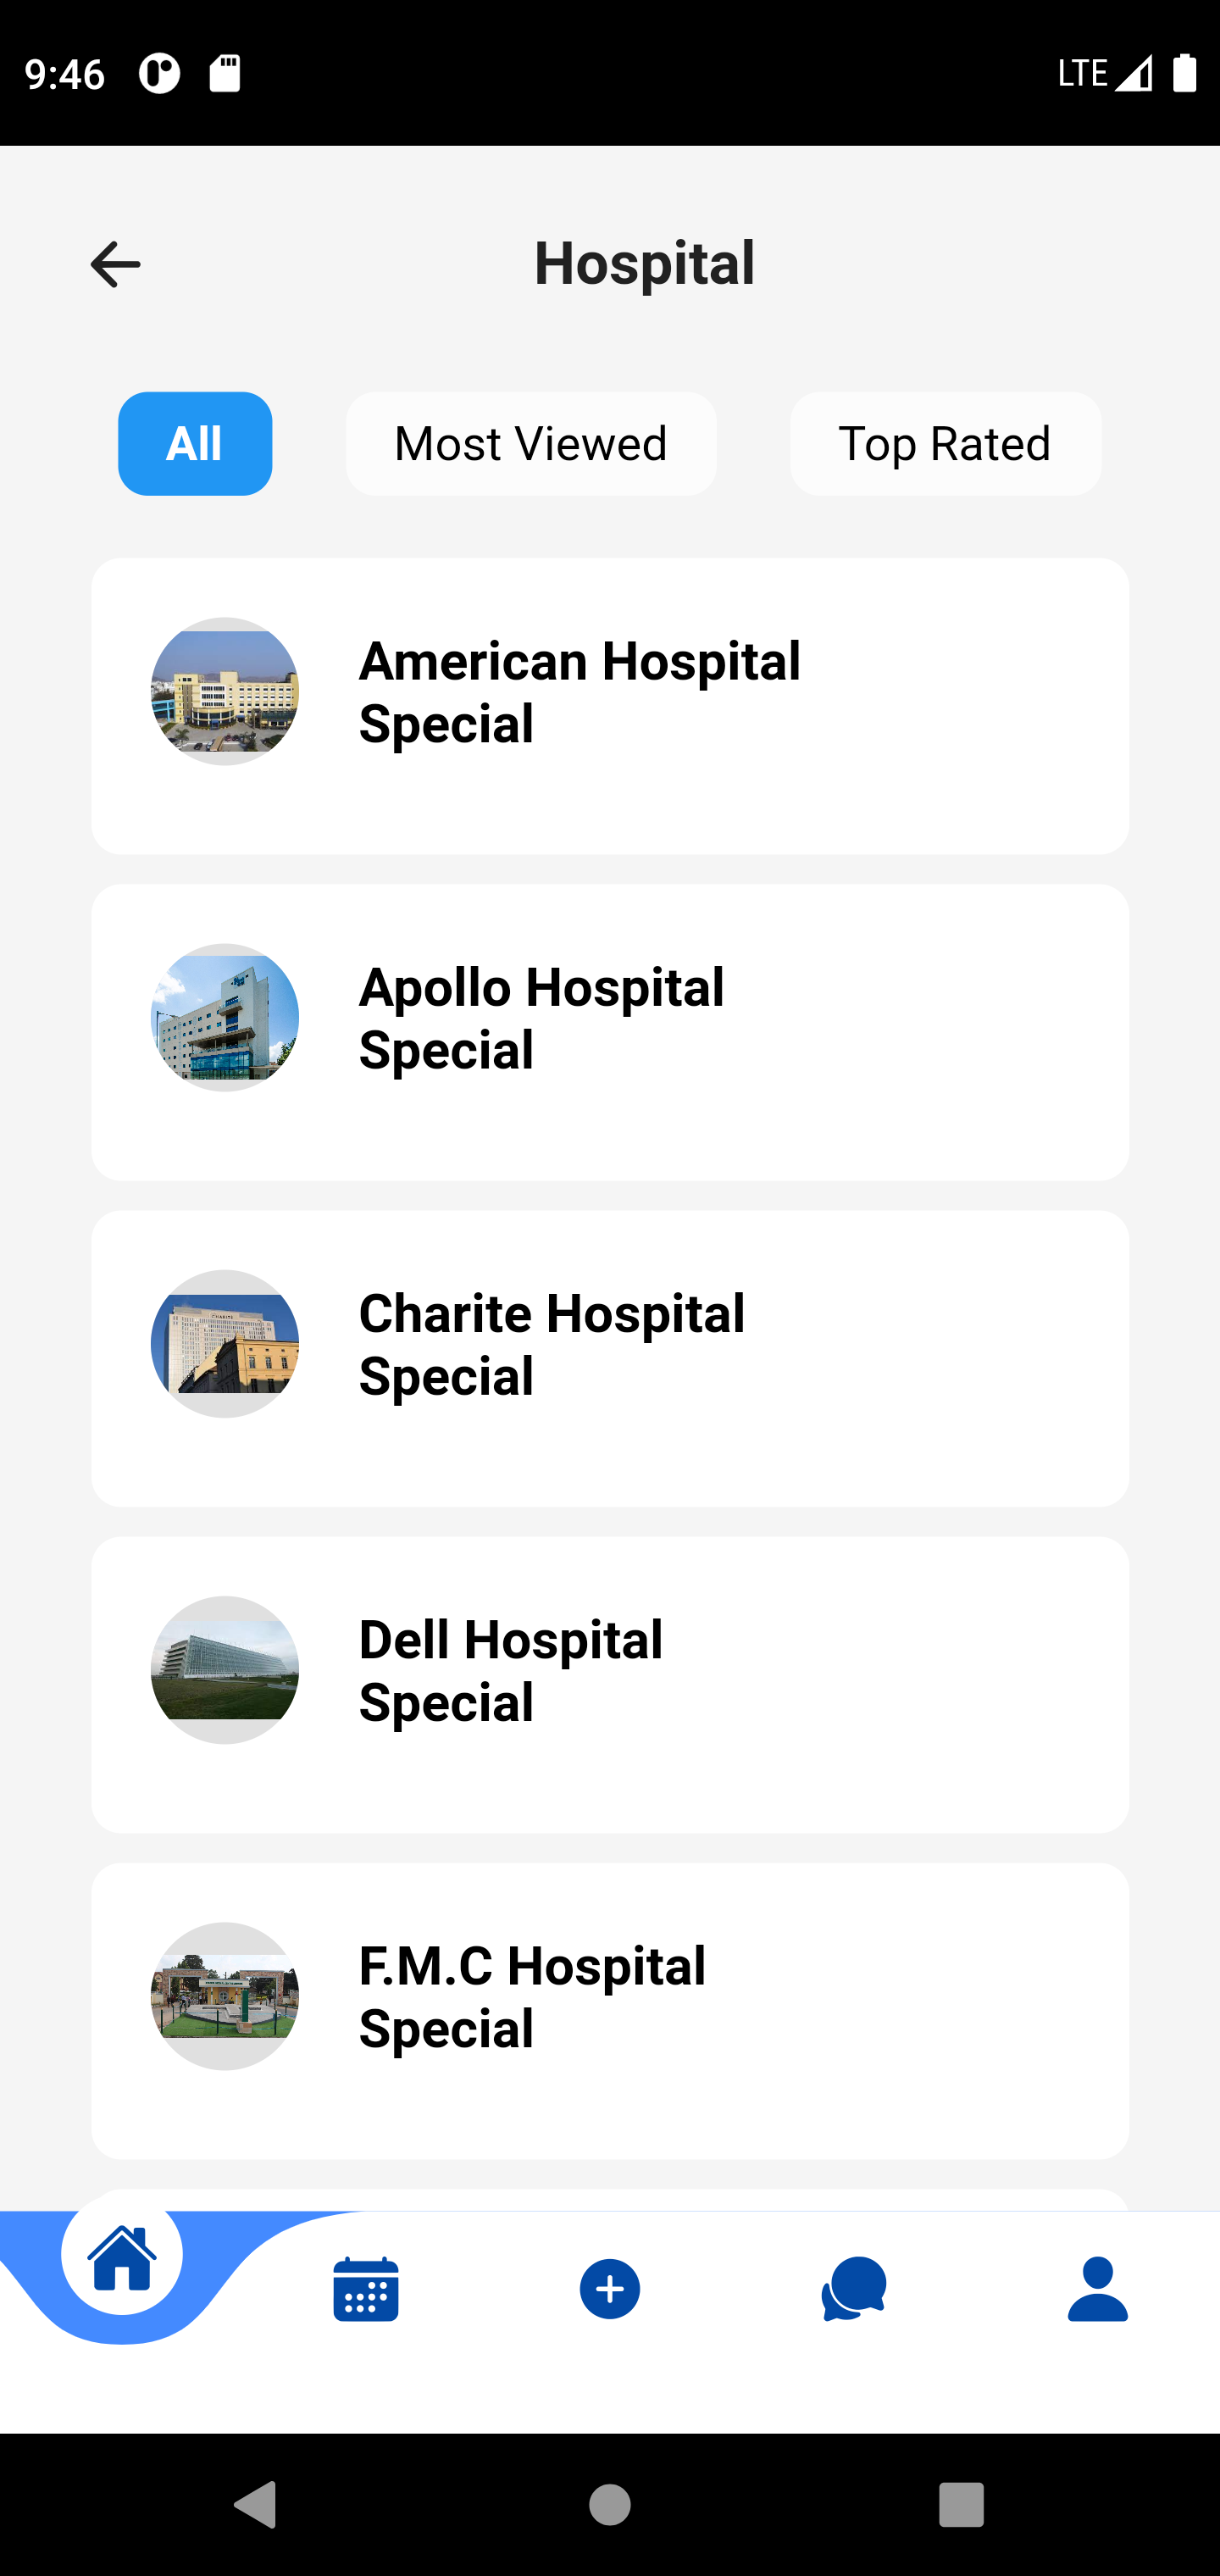 9:46
LTE
Hospital
All
Most Viewed
Top Rated
American Hospital
Special
Apollo Hospital
Special
Charite Hospital
Special
Dell Hospital
Special
F.M.C Hospital
Special